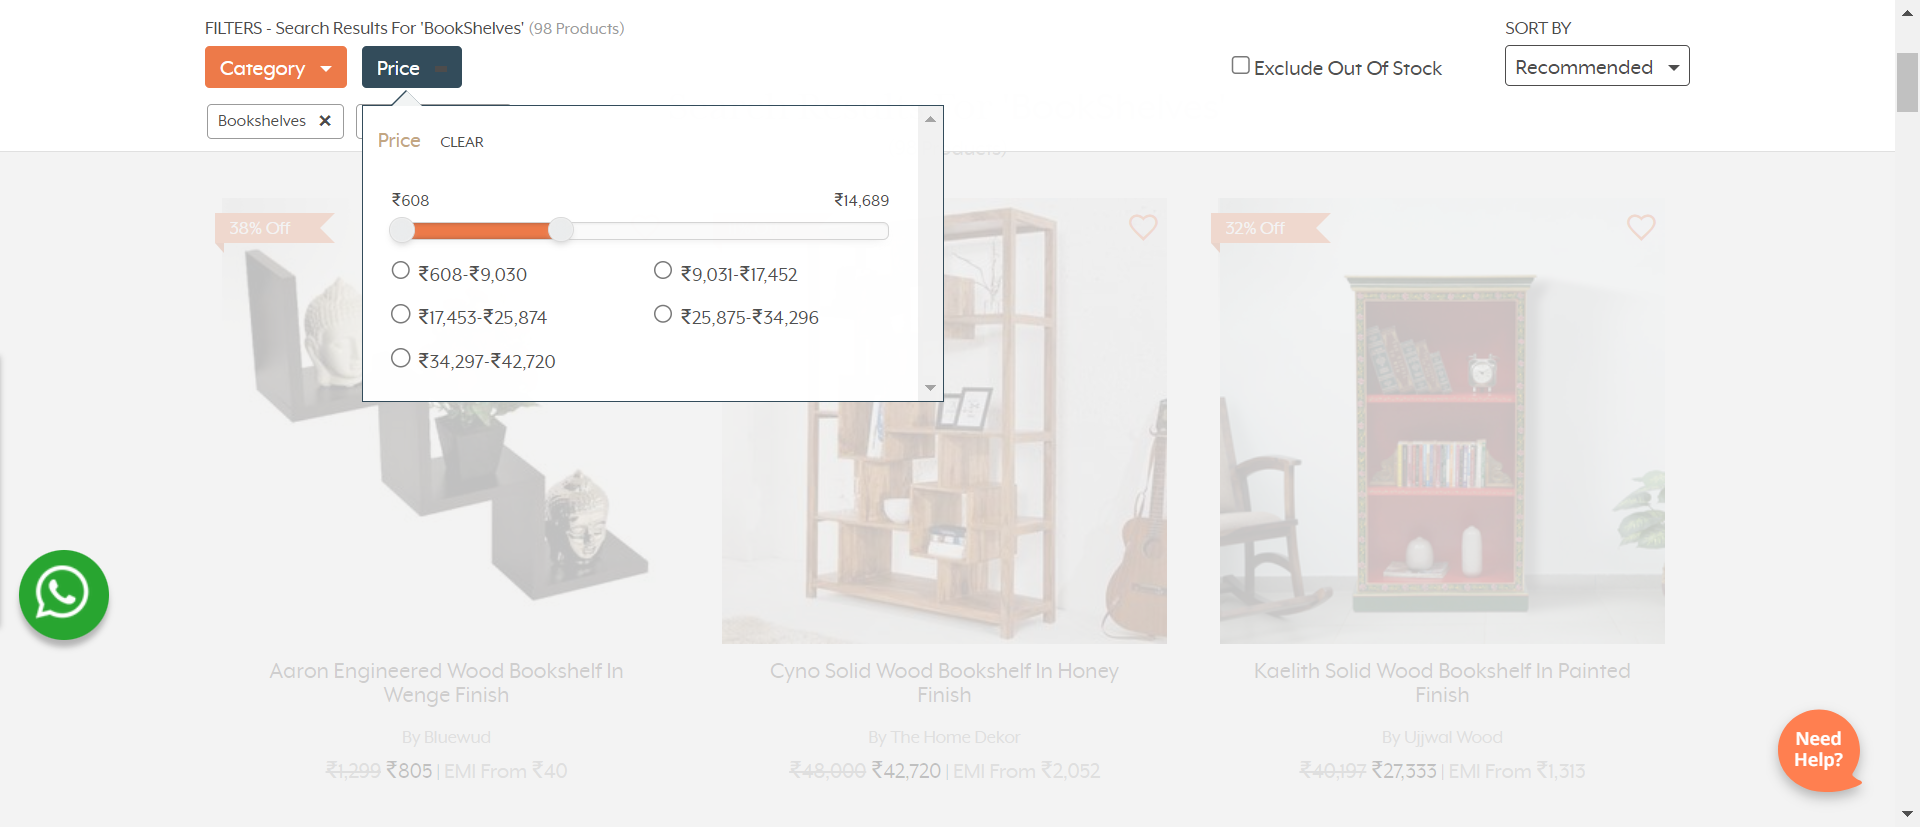 FILTERS - Search Results For 'BookShelves' (98 Products)
SORT BY
Category
Price
Exclude Out Of Stock
Recommended
Bookshelves ✕
Price CLEAR
₹608
₹14,689
₹608-₹9,030
₹9,031-₹17,452
₹17,453-₹25,874
₹25,875-₹34,296
₹34,297-₹42,720
38% Off
32% Off
Aaron Engineered Wood Bookshelf In
Wenge Finish
By Bluewud
₹1,299 ₹805 | EMI From ₹40
Cyno Solid Wood Bookshelf In Honey
Finish
By The Home Dekor
₹48,000 ₹42,720 | EMI From ₹2,052
Kaelith Solid Wood Bookshelf In Painted
Finish
By Ujjwal Wood
₹40,197 ₹27,333 | EMI From ₹1,313
Need
Help?